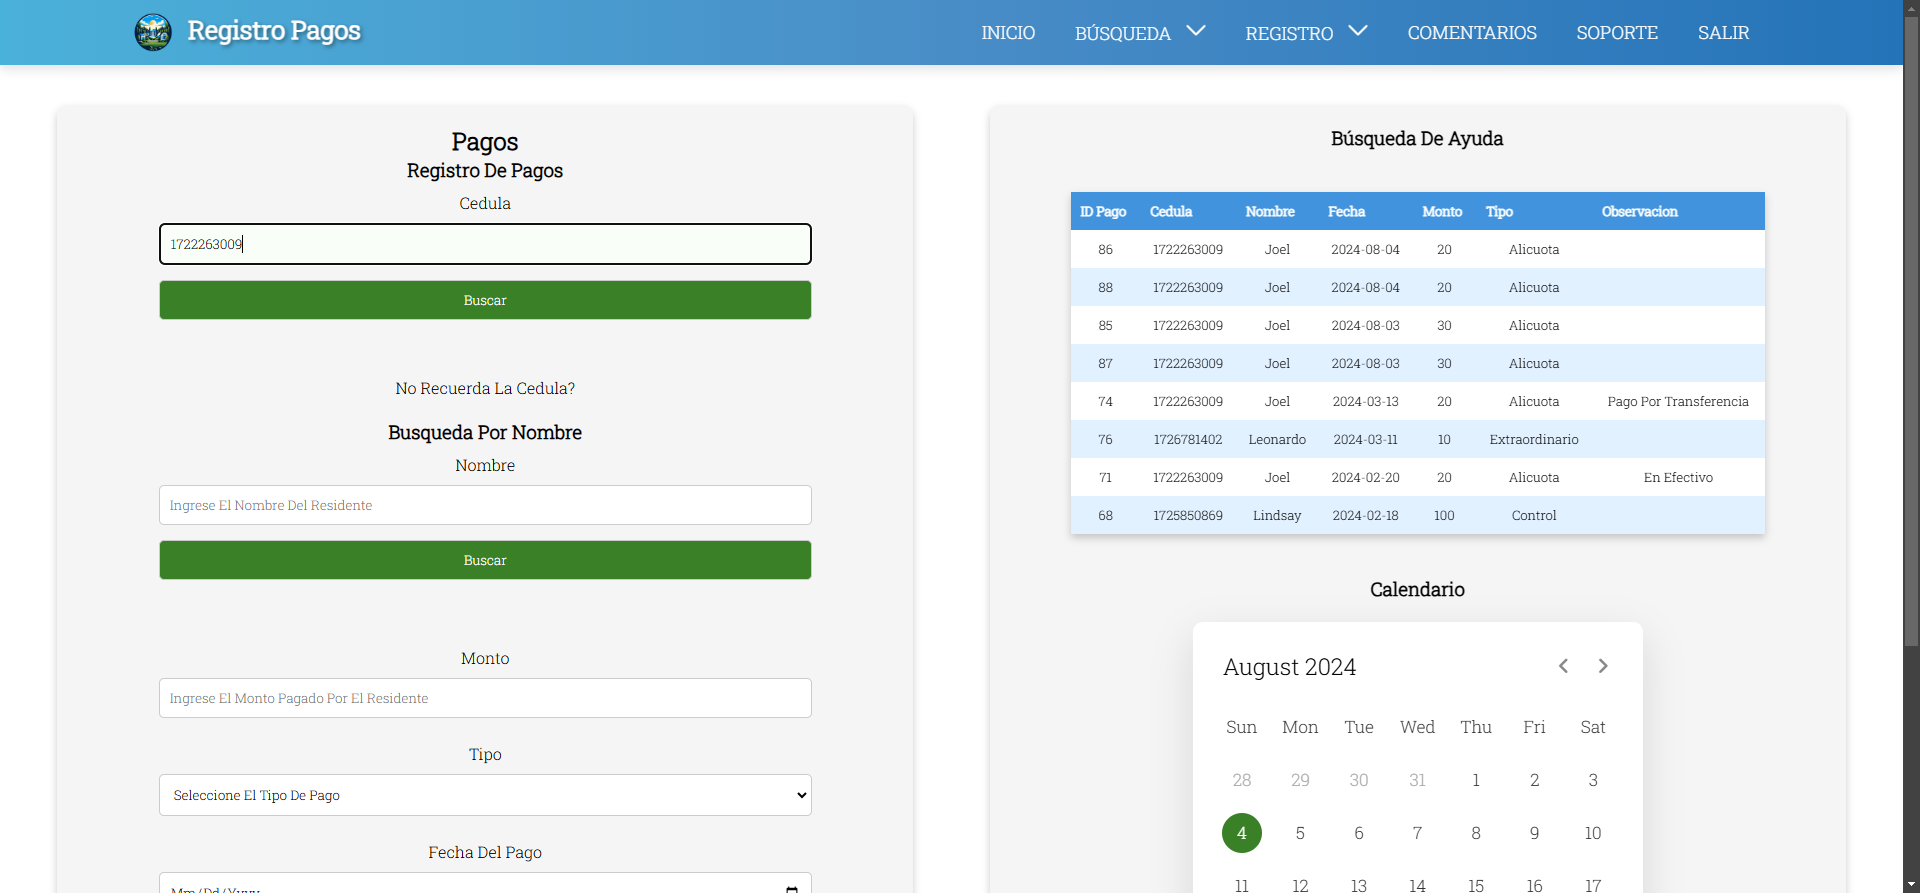 Registro Pagos
INICIO
BÚSQUEDA
REGISTRO
COMENTARIOS
SOPORTE
SALIR
Pagos
Registro De Pagos
Cedula
1722263009
Buscar
No Recuerda La Cedula?
Busqueda Por Nombre
Nombre
Ingrese El Nombre Del Residente
Buscar
Monto
Ingrese El Monto Pagado Por El Residente
Tipo
Seleccione El Tipo De Pago
Fecha Del Pago
Mm/Dd/Yyyy
Búsqueda De Ayuda
ID Pago Cedula Nombre Fecha Monto Tipo Observacion
86 1722263009 Joel 2024-08-04 20 Alicuota
88 1722263009 Joel 2024-08-04 20 Alicuota
85 1722263009 Joel 2024-08-03 30 Alicuota
87 1722263009 Joel 2024-08-03 30 Alicuota
74 1722263009 Joel 2024-03-13 20 Alicuota Pago Por Transferencia
76 1726781402 Leonardo 2024-03-11 10 Extraordinario
71 1722263009 Joel 2024-02-20 20 Alicuota En Efectivo
68 1725850869 Lindsay 2024-02-18 100 Control
Calendario
August 2024
Sun Mon Tue Wed Thu Fri Sat
28 29 30 31 1 2 3
4 5 6 7 8 9 10
11 12 13 14 15 16 17